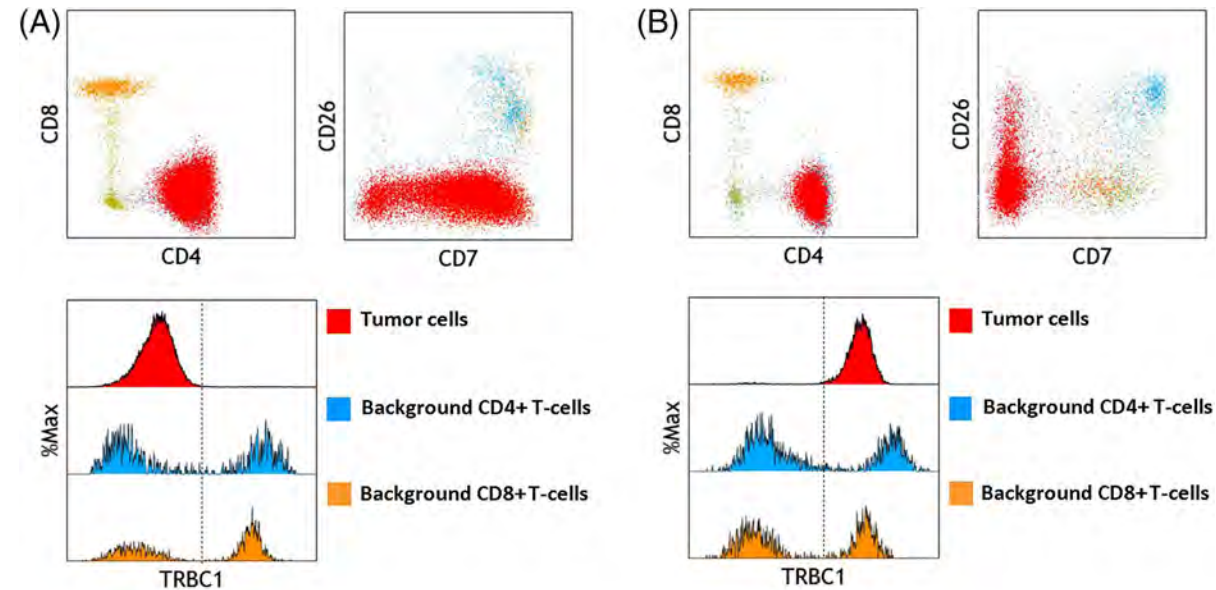 (A)
CD8
CD4
CD26
CD7
%Max
TRBC1
Tumor cells
Background CD4+ T-cells
Background CD8+T-cells
(B)
CD8
CD4
CD26
CD7
%Max
TRBC1
Tumor cells
Background CD4+ T-cells
Background CD8+ T-cells